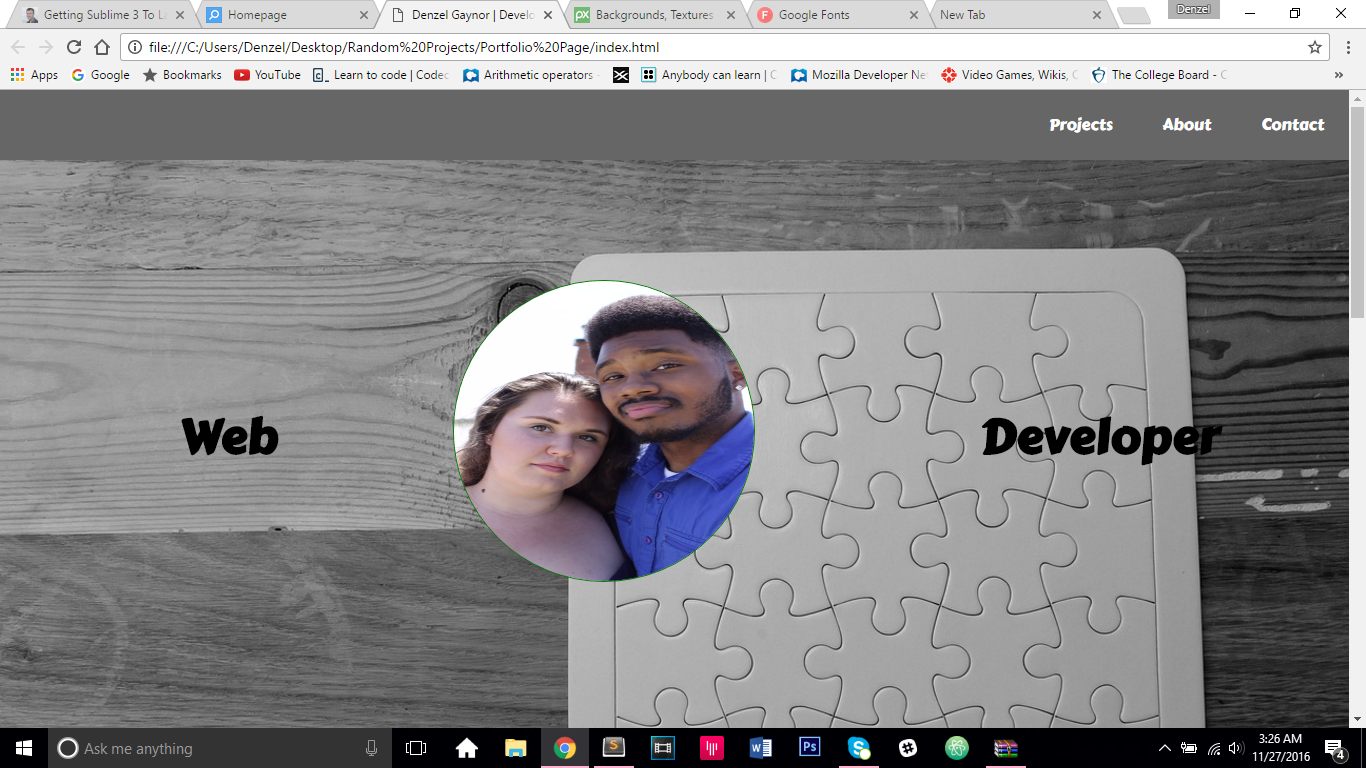 Getting Sublime 3 To L
Homepage
Denzel Gaynor | Develo
Backgrounds, Textures
Google Fonts
New Tab
Denzel
file:///C:/Users/Denzel/Desktop/Random%20Projects/Portfolio%20Page/index.html
Apps
Google
Bookmarks
YouTube
Learn to code | Codec
Arithmetic operators -
Anybody can learn | C
Mozilla Developer Ne
Video Games, Wikis, C
The College Board - C
»
Projects About Contact
Web
Developer
Ask me anything
3:26 AM
11/27/2016
4